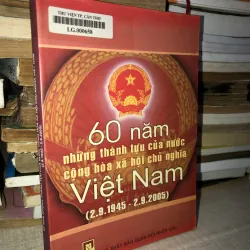 THƯ VIỆN TP. CẦN THƠ
LG.000658
60 năm
những thành tựu của nước
cộng hòa xã hội chủ nghĩa
Việt Nam
(2.9.1945 - 2.9.2005)